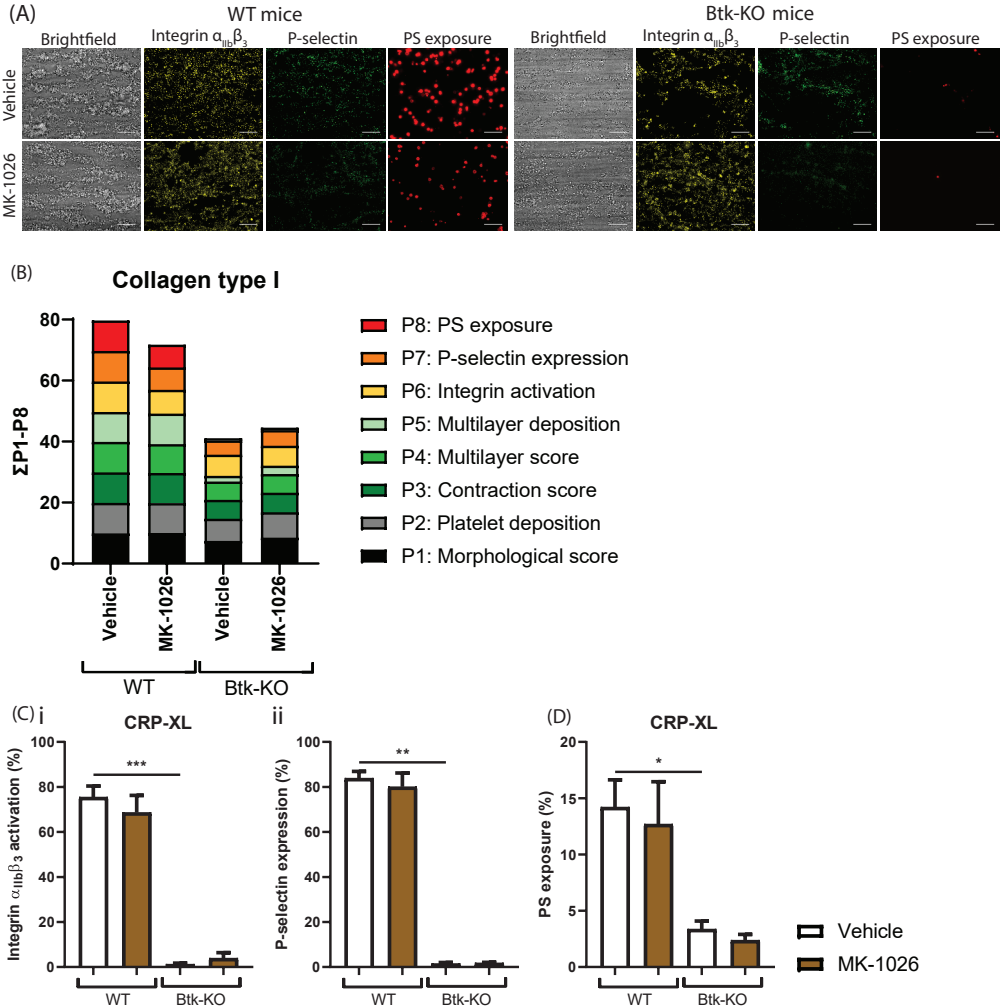 (A)
WT mice
Btk-KO mice
Brightfield
Integrin αIIbβ3
P-selectin
PS exposure
Brightfield
Integrin αIIbβ3
P-selectin
PS exposure
Vehicle
MK-1026
(B)
Collagen type I
ΣP1-P8
80
60
40
20
0
Vehicle
MK-1026
Vehicle
MK-1026
WT
Btk-KO
P8: PS exposure
P7: P-selectin expression
P6: Integrin activation
P5: Multilayer deposition
P4: Multilayer score
P3: Contraction score
P2: Platelet deposition
P1: Morphological score
(C) i
CRP-XL
Integrin αIIbβ3 activation (%)
100
80
60
40
20
0
***
WT
Btk-KO
ii
P-selectin expression (%)
100
80
60
40
20
0
**
WT
Btk-KO
(D)
CRP-XL
PS exposure (%)
20
15
10
5
0
*
WT
Btk-KO
Vehicle
MK-1026